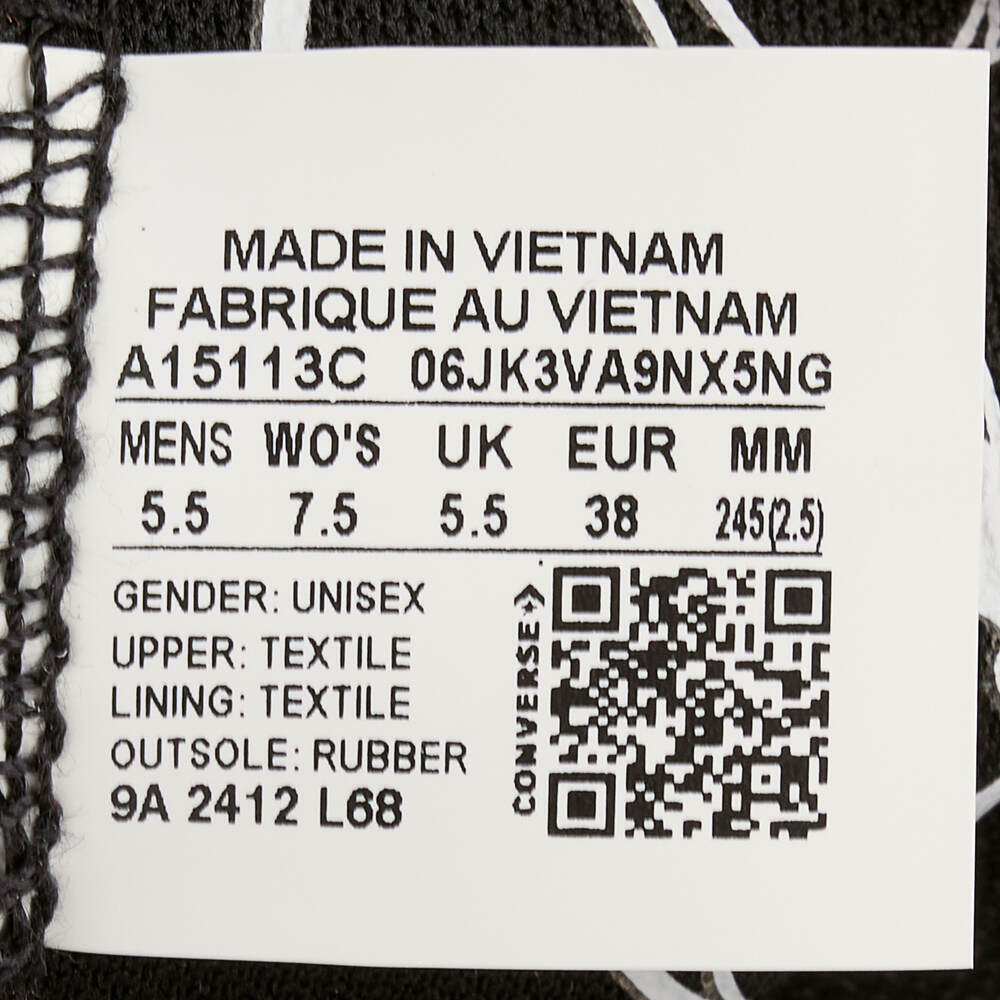 MADE IN VIETNAM
FABRIQUE AU VIETNAM
A15113C 06JK3VA9NX5NG
MENS WO'S UK EUR MM
5.5 7.5 5.5 38 245(2.5)
GENDER: UNISEX
UPPER: TEXTILE
LINING: TEXTILE
OUTSOLE: RUBBER
9A 2412 L68
CONVERSE